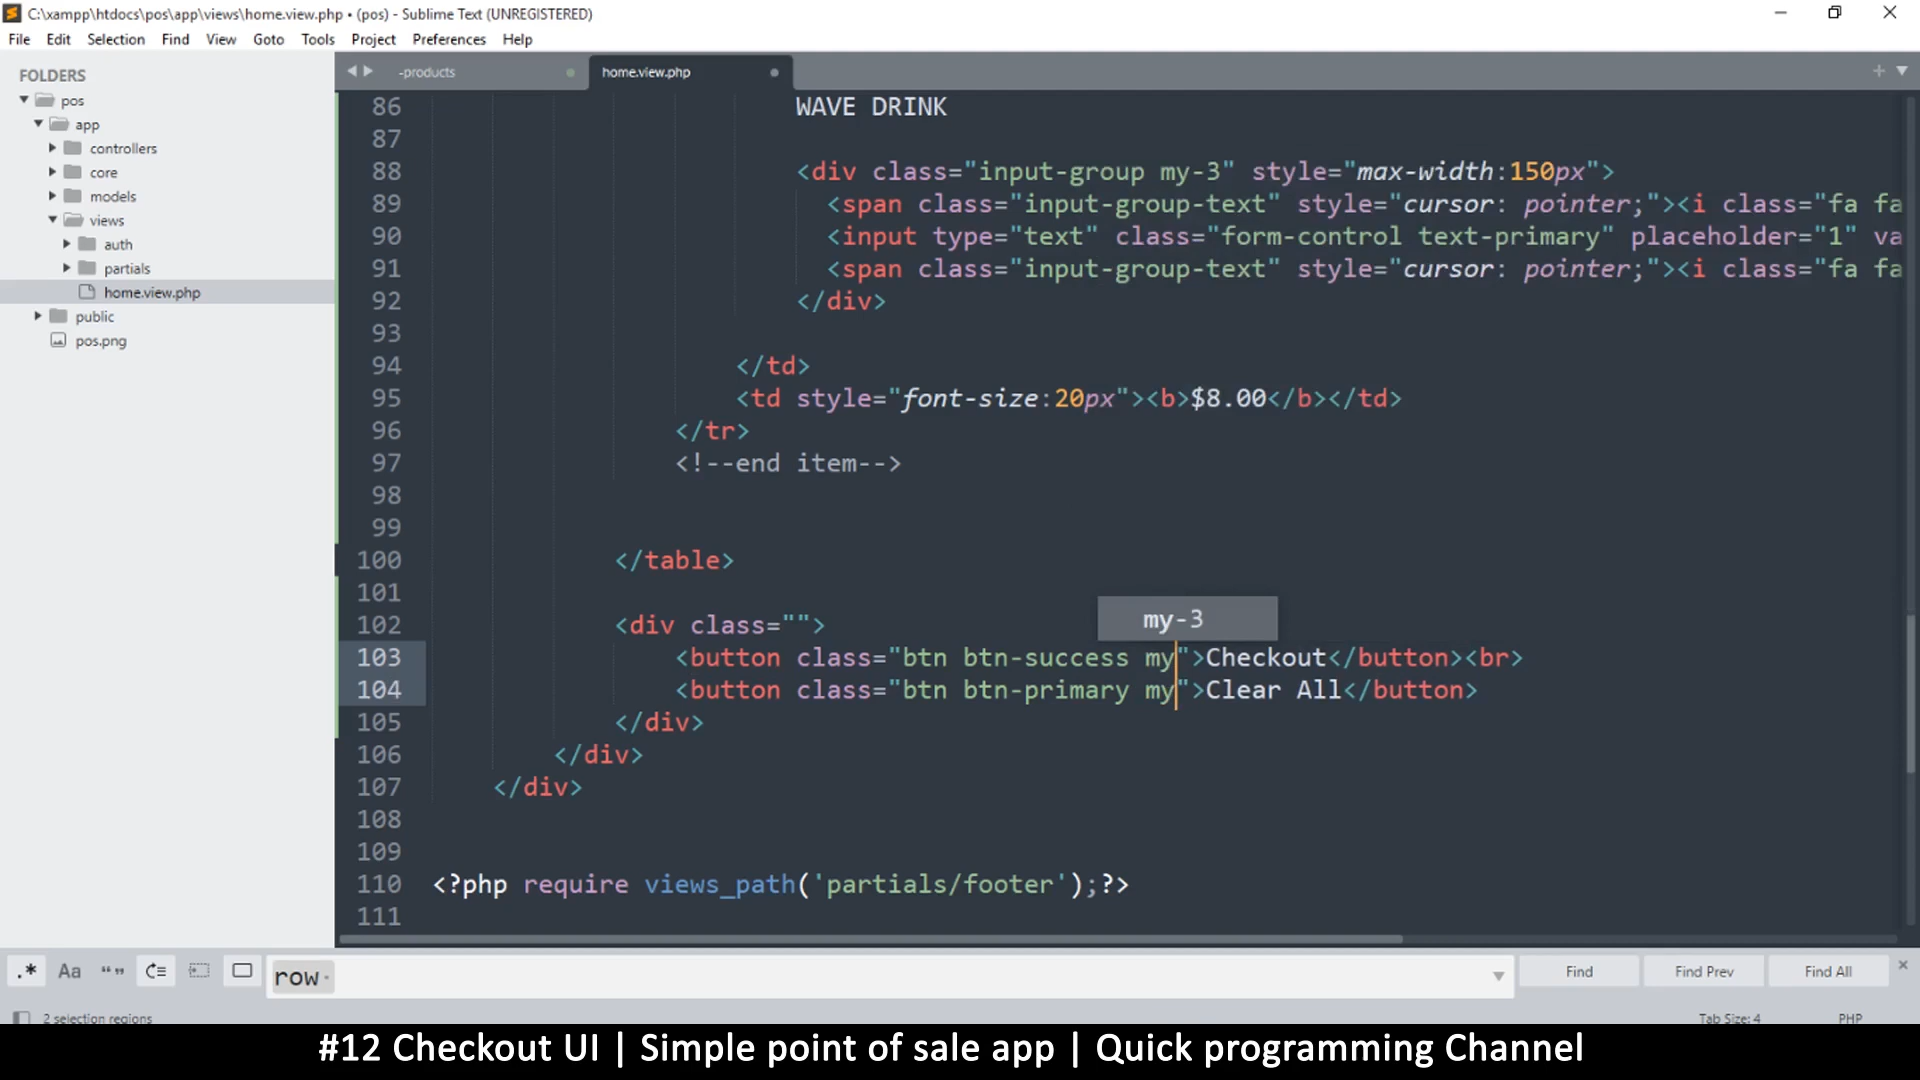 C:\xampp\htdocs\pos\app\views\home.view.php • (pos) - Sublime Text (UNREGISTERED)
File Edit Selection Find View Goto Tools Project Preferences Help
FOLDERS
pos
app
controllers
core
models
views
auth
partials
home.view.php
public
pos.png
-products
home.view.php
86 WAVE DRINK
87
88 <div class="input-group my-3" style="max-width:150px">
89 <span class="input-group-text" style="cursor: pointer;"><i class="fa fa
90 <input type="text" class="form-control text-primary" placeholder="1" va
91 <span class="input-group-text" style="cursor: pointer;"><i class="fa fa
92 </div>
93
94 </td>
95 <td style="font-size:20px"><b>$8.00</b></td>
96 </tr>
97 <!--end item-->
98
99
100 </table>
101
my-3
102 <div class="">
103 <button class="btn btn-success my">Checkout</button><br>
104 <button class="btn btn-primary my">Clear All</button>
105 </div>
106 </div>
107 </div>
108
109
110 <?php require views_path('partials/footer');?>
111
.* Aa “” row Find Find Prev Find All
2 selection regions Tab Size: 4 PHP
#12 Checkout UI | Simple point of sale app | Quick programming Channel